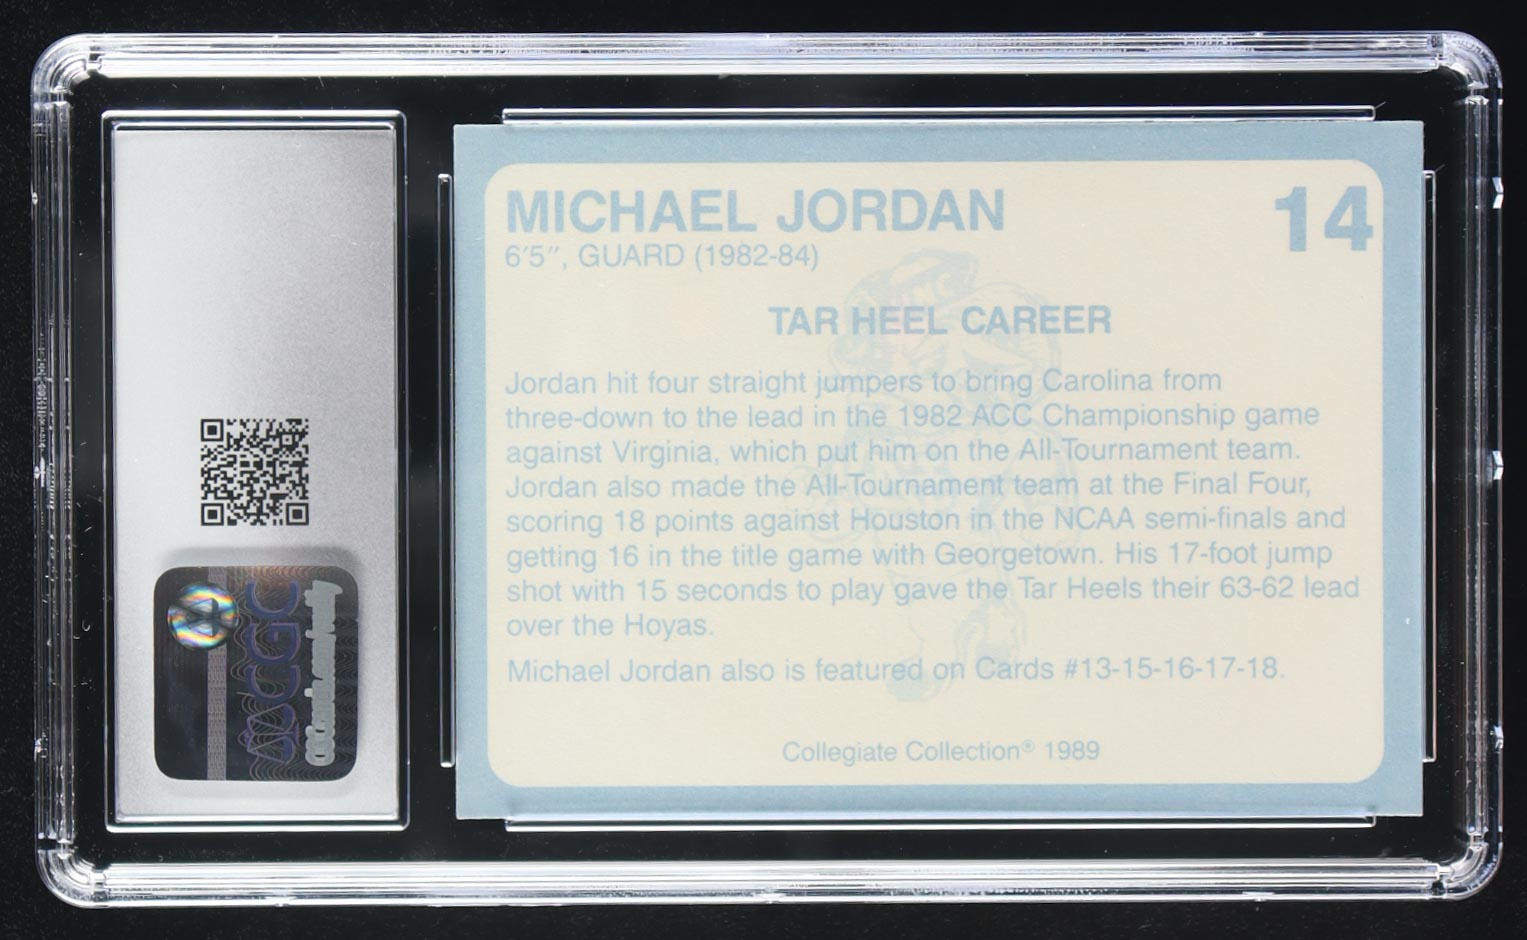 MICHAEL JORDAN
14
6'5", GUARD (1982-84)
TAR HEEL CAREER
Jordan hit four straight jumpers to bring Carolina from
three-down to the lead in the 1982 ACC Championship game
against Virginia, which put him on the All-Tournament team.
Jordan also made the All-Tournament team at the Final Four,
scoring 18 points against Houston in the NCAA semi-finals and
getting 16 in the title game with Georgetown. His 17-foot jump
shot with 15 seconds to play gave the Tar Heels their 63-62 lead
over the Hoyas.
Michael Jordan also is featured on Cards #13-15-16-17-18.
Collegiate Collection® 1989
UNC
CGC